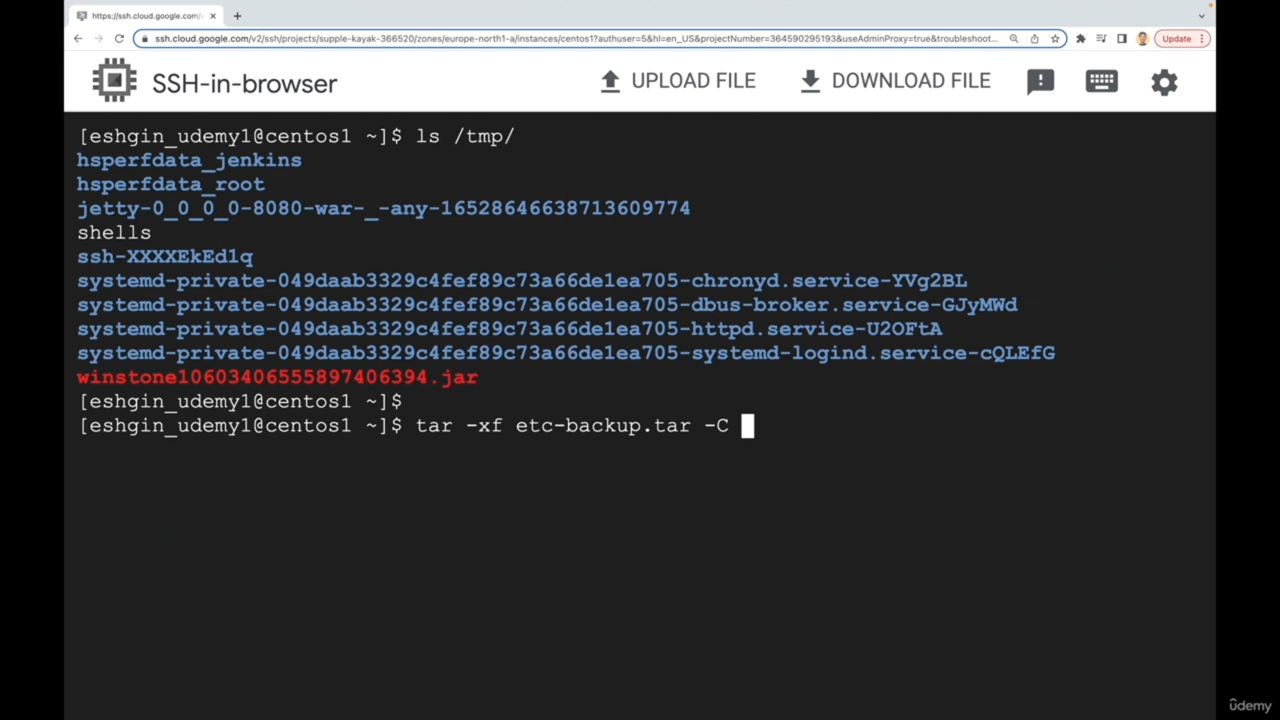 https://ssh.cloud.google.com/v
ssh.cloud.google.com/v2/ssh/projects/supple-kayak-366520/zones/europe-north1-a/instances/centos1?authuser=5&hl=en_US&projectNumber=364590295193&useAdminProxy=true&troubleshoot...
Update
SSH-in-browser
UPLOAD FILE
DOWNLOAD FILE
[eshgin_udemy1@centos1 ~]$ ls /tmp/
hsperfdata_jenkins
hsperfdata_root
jetty-0_0_0_0-8080-war-_-any-16528646638713609774
shells
ssh-XXXXEkEd1q
systemd-private-049daab3329c4fef89c73a66de1ea705-chronyd.service-YVg2BL
systemd-private-049daab3329c4fef89c73a66de1ea705-dbus-broker.service-GJyMWd
systemd-private-049daab3329c4fef89c73a66de1ea705-httpd.service-U2OFtA
systemd-private-049daab3329c4fef89c73a66de1ea705-systemd-logind.service-cQLEfG
winstone10603406555897406394.jar
[eshgin_udemy1@centos1 ~]$
[eshgin_udemy1@centos1 ~]$ tar -xf etc-backup.tar -C
udemy